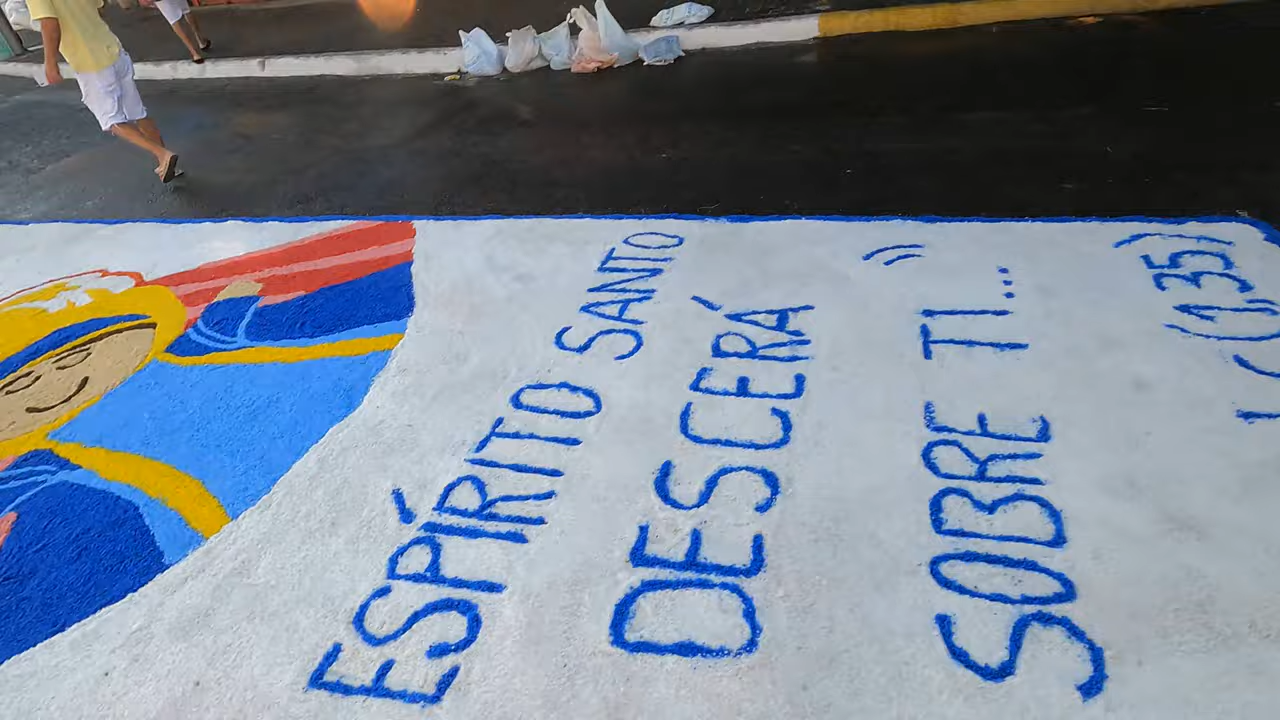 ESPÍRITO SANTO
DESCERÁ
SOBRE TI..."
(1,35)